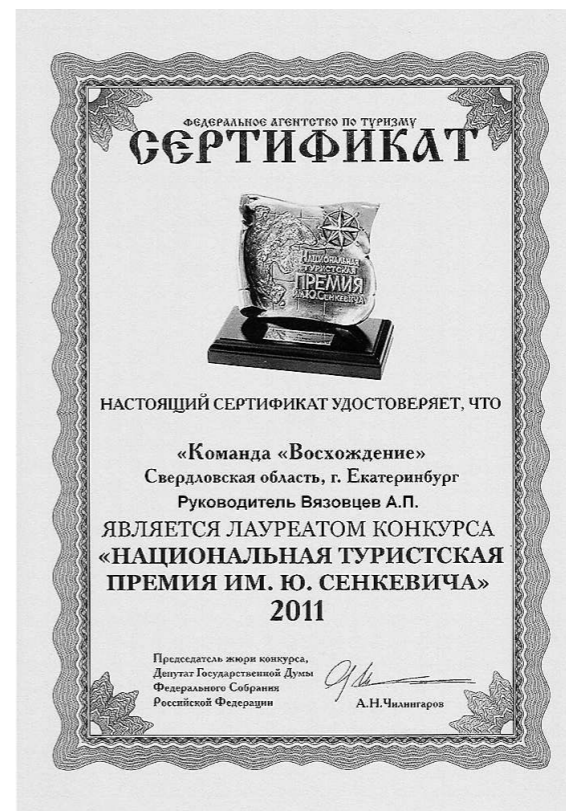 ФЕДЕРАЛЬНОЕ АГЕНТСТВО ПО ТУРИЗМУ
СЕРТИФИКАТ
НАЦИОНАЛЬНАЯ
ТУРИСТСКАЯ
ПРЕМИЯ
ИМ.Ю.СЕНКЕВИЧА
НАСТОЯЩИЙ СЕРТИФИКАТ УДОСТОВЕРЯЕТ, ЧТО
«Команда «Восхождение»
Свердловская область, г. Екатеринбург
Руководитель Вязовцев А.П.
ЯВЛЯЕТСЯ ЛАУРЕАТОМ КОНКУРСА
«НАЦИОНАЛЬНАЯ ТУРИСТСКАЯ
ПРЕМИЯ ИМ. Ю. СЕНКЕВИЧА»
2011
Председатель жюри конкурса,
Депутат Государственной Думы
Федерального Собрания
Российской Федерации
А.Н.Чилингаров